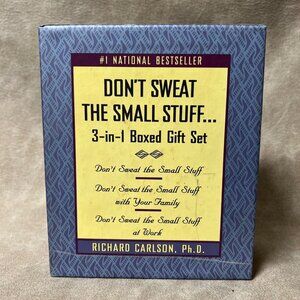 #1 NATIONAL BESTSELLER
DON'T SWEAT
THE SMALL STUFF...
3-in-1 Boxed Gift Set
Don't Sweat the Small Stuff
Don't Sweat the Small Stuff
with Your Family
Don't Sweat the Small Stuff
at Work
RICHARD CARLSON, Ph.D.